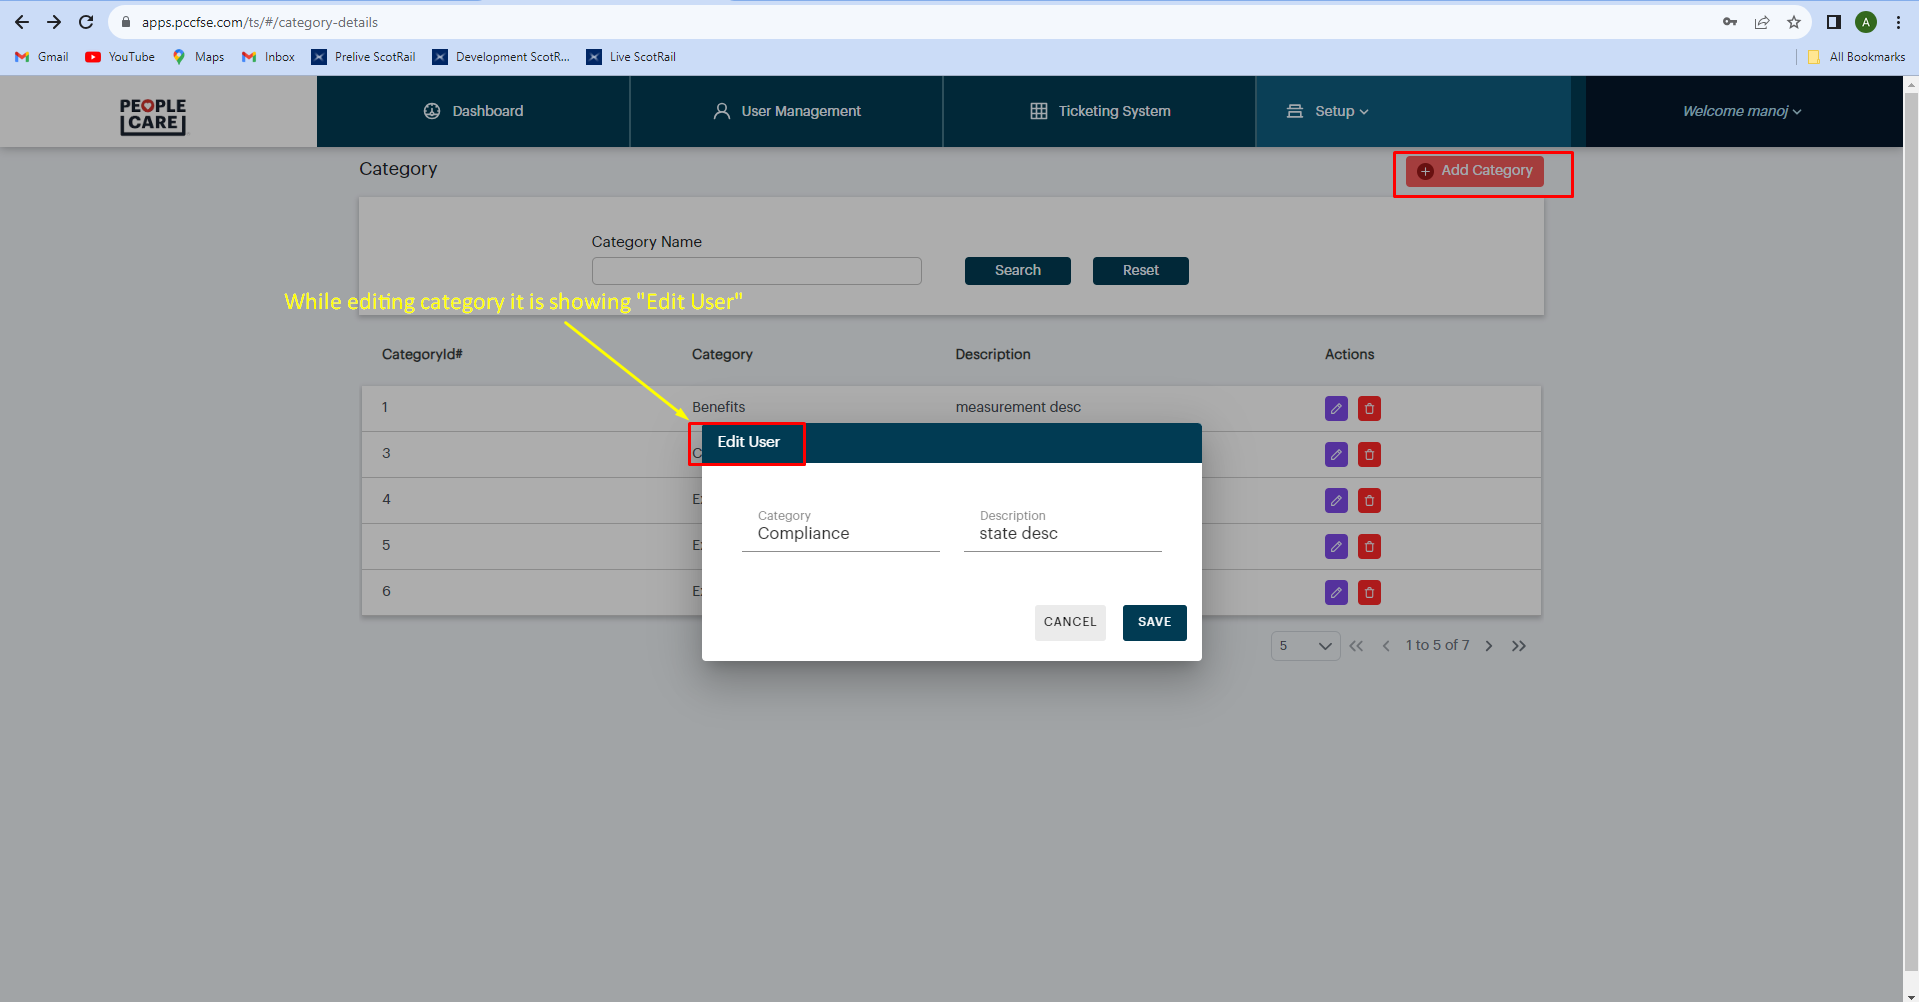 apps.pccfse.com/ts/#/category-details
A
Gmail YouTube Maps Inbox Prelive ScotRail Development ScotR... Live ScotRail All Bookmarks
PEOPLE
CARE
Dashboard User Management Ticketing System Setup Welcome manoj
Category
Add Category
Category Name
Search Reset
While editing category it is showing "Edit User"
CategoryId# Category Description Actions
1 Benefits measurement desc
Edit User
3 C
4 E
Category Description
Compliance state desc
5 E
6 E
CANCEL SAVE
5 1 to 5 of 7